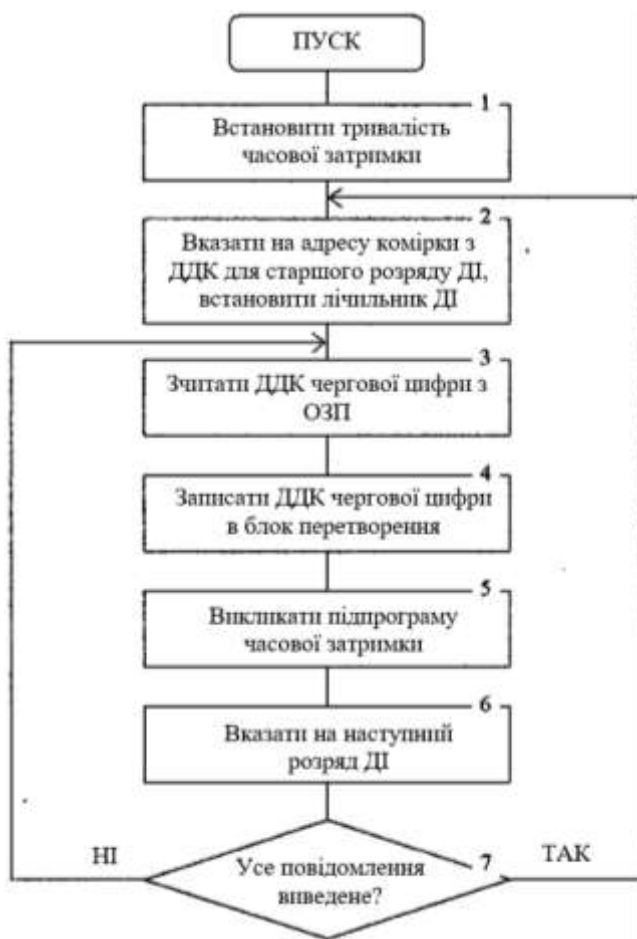 ПУСК
1
Встановити тривалість
часової затримки
2
Вказати на адресу комірки з
ДДК для старшого розряду ДІ,
встановити лічильник ДІ
3
Зчитати ДДК чергової цифри з
ОЗП
4
Записати ДДК чергової цифри
в блок перетворення
5
Викликати підпрограму
часової затримки
6
Вказати на наступний
розряд ДІ
НІ
7
ТАК
Усе повідомлення
виведене?